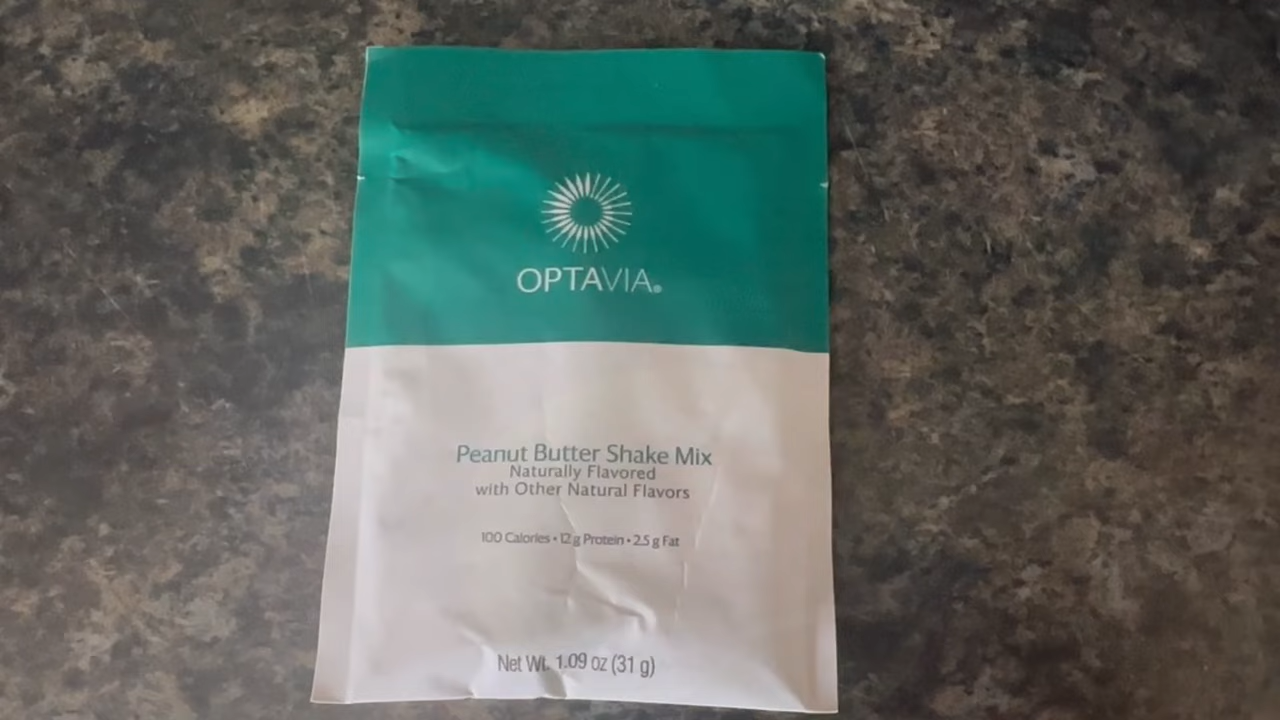 OPTAVIA®
Peanut Butter Shake Mix
Naturally Flavored
with Other Natural Flavors
100 Calories • 12 g Protein • 2.5 g Fat
Net Wt. 1.09 oz (31 g)